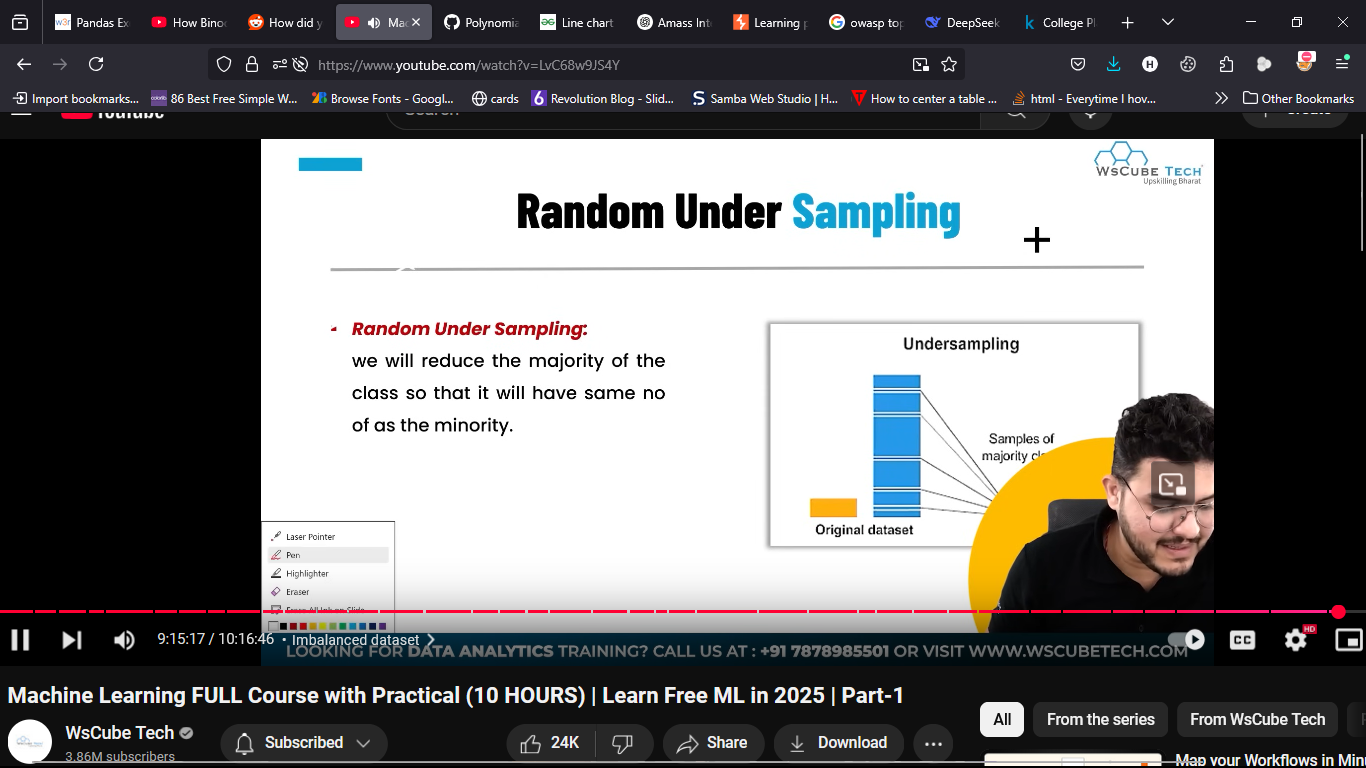 Pandas Ex
How Binoc
How did y
Mac
Polynomia
Line chart
Amass Int
Learning p
owasp top
DeepSeek
College Pl
https://www.youtube.com/watch?v=LvC68w9JS4Y
Import bookmarks...
86 Best Free Simple W...
Browse Fonts - Googl...
cards
Revolution Blog - Slid...
Samba Web Studio | H...
How to center a table ...
html - Everytime I hov...
Other Bookmarks
YouTube
Search
Create
WsCube Tech
Upskilling Bharat
Random Under Sampling
Random Under Sampling:
we will reduce the majority of the
class so that it will have same no
of as the minority.
Undersampling
Samples of
majority
Original dataset
Laser Pointer
Pen
Highlighter
Eraser
Erase All Ink on Slide
9:15:17 / 10:16:46 • Imbalanced dataset
CC
HD
LOOKING FOR DATA ANALYTICS TRAINING? CALL US AT : +91 7878985501 OR VISIT WWW.WSCUBETECH.COM
Machine Learning FULL Course with Practical (10 HOURS) | Learn Free ML in 2025 | Part-1
WsCube Tech
3.86M subscribers
Subscribed
24K
Share
Download
All
From the series
From WsCube Tech
Map your Workflows in Min